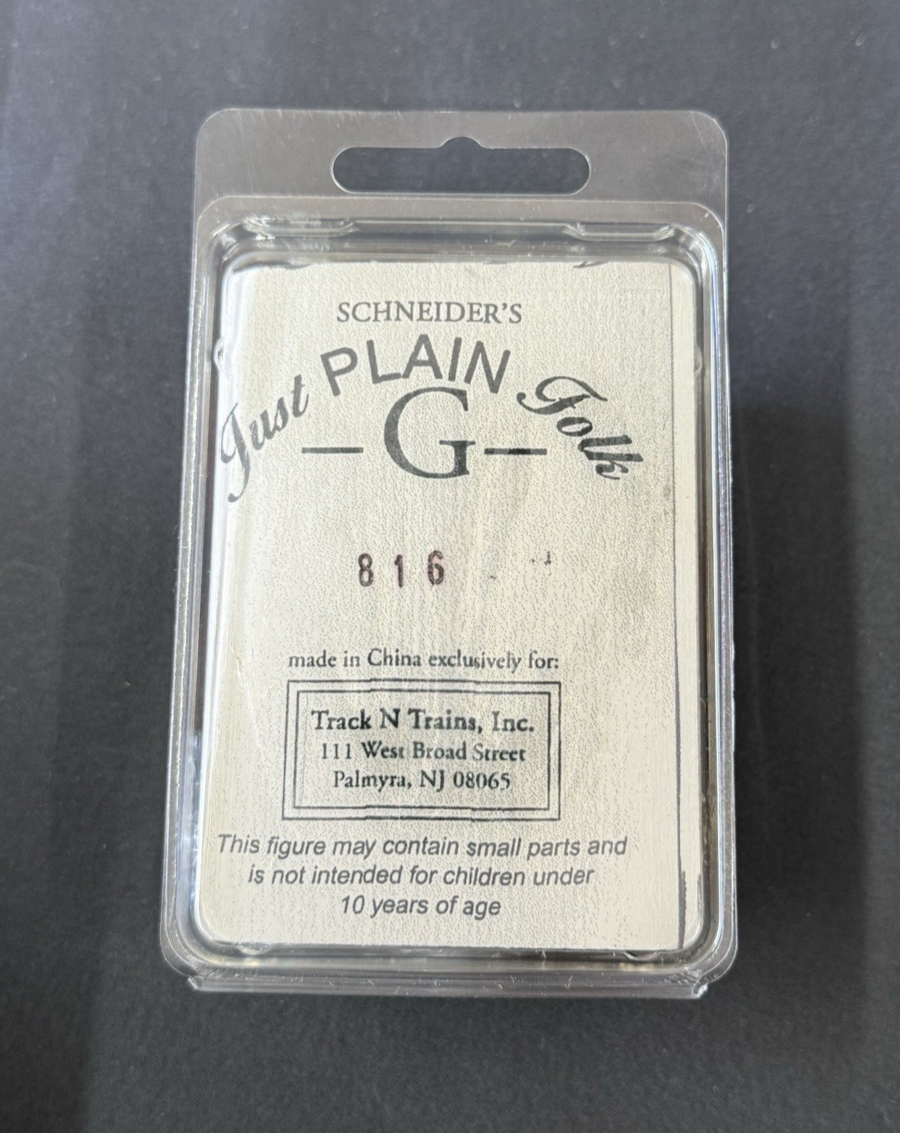 SCHNEIDER'S
Just PLAIN Folk
— G —
816
made in China exclusively for:
Track N Trains, Inc.
111 West Broad Street
Palmyra, NJ 08065
This figure may contain small parts and
is not intended for children under
10 years of age